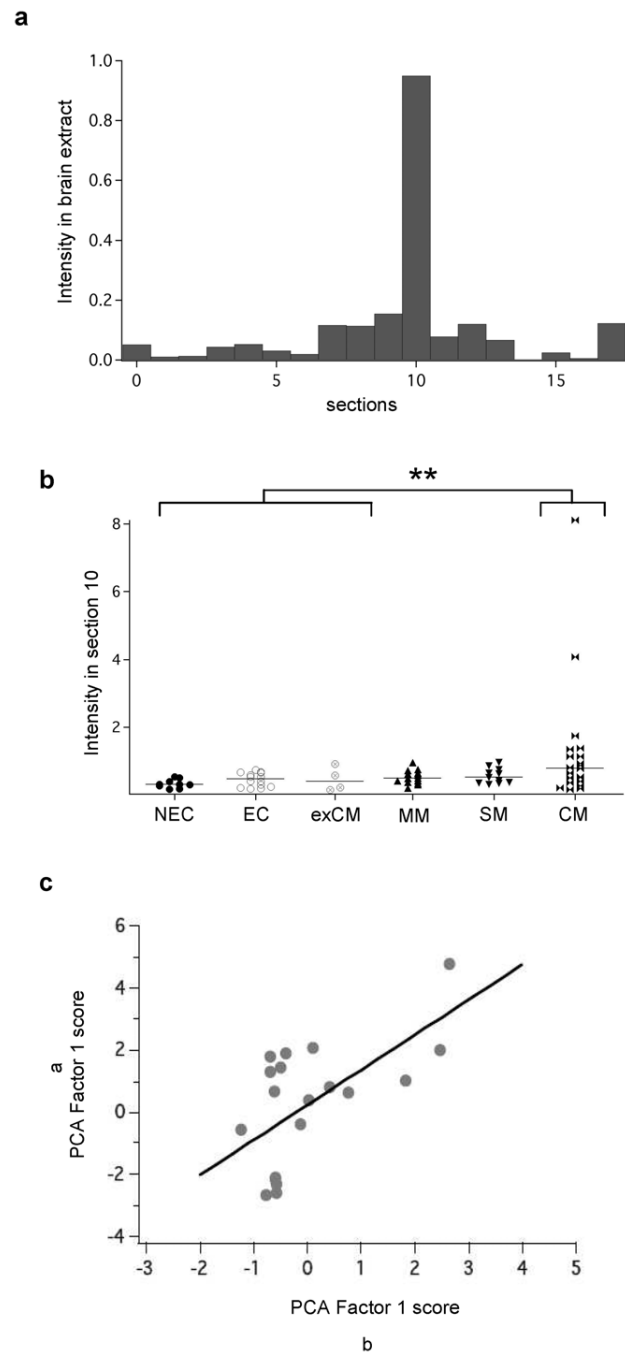 a
Intensity in brain extract
1.0
0.8
0.6
0.4
0.2
0.0
0 5 10 15
sections
b
**
Intensity in section 10
8
6
4
2
NEC EC exCM MM SM CM
c
a
PCA Factor 1 score
6
4
2
0
-2
-4
-3 -2 -1 0 1 2 3 4 5
PCA Factor 1 score
b